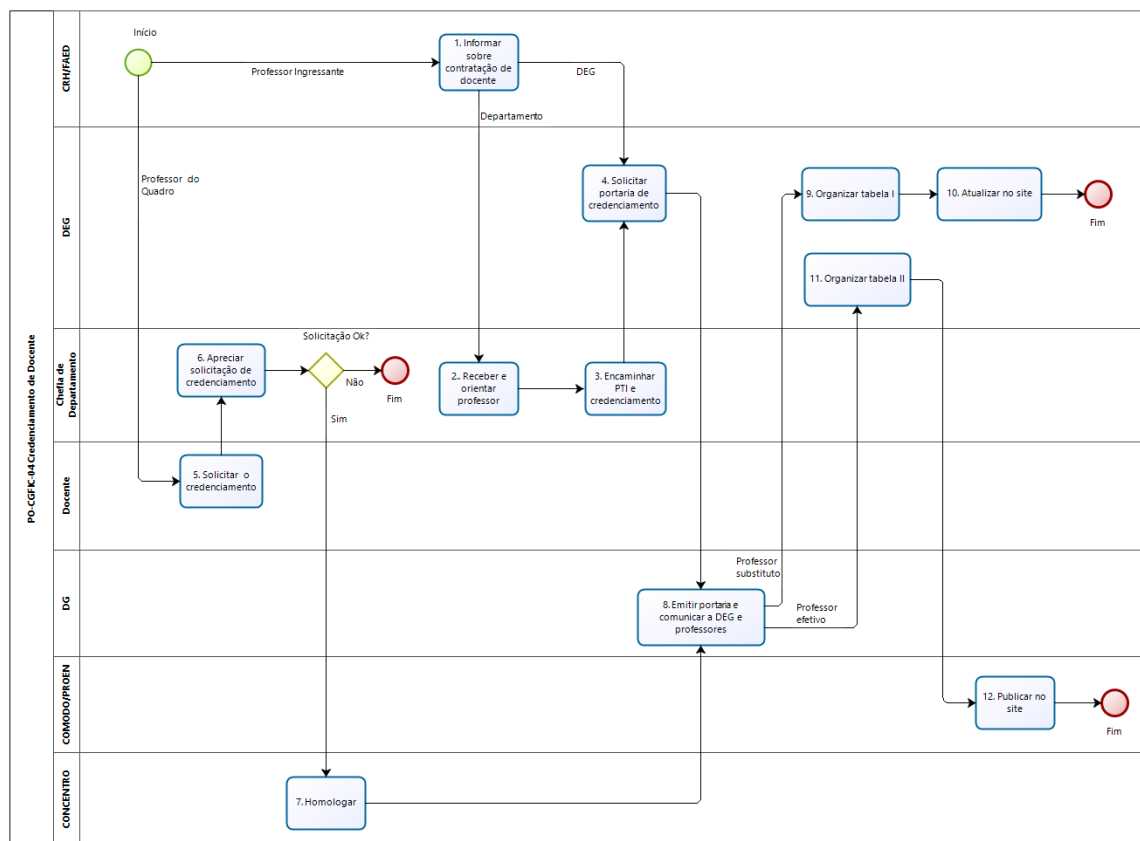 PO-CGFIC-04 Credenciamento de Docente
CRH/FAED
Início
Professor Ingressante
1. Informar
sobre
contratação de
docente
DEG
Departamento
Professor do
Quadro
DEG
4. Solicitar
portaria de
credenciamento
9. Organizar tabela I
10. Atualizar no site
Fim
11. Organizar tabela II
Chefia de
Departamento
6. Apreciar
solicitação de
credenciamento
Solicitação Ok?
Não
Fim
Sim
2.. Receber e
orientar
professor
3. Encaminhar
PTI e
credenciamento
Docente
5. Solicitar o
credenciamento
DG
Professor
substituto
8. Emitir portaria e
comunicar a DEG e
professores
Professor
efetivo
COMODO/PROEN
12. Publicar no
site
Fim
CONCENTRO
7. Homologar